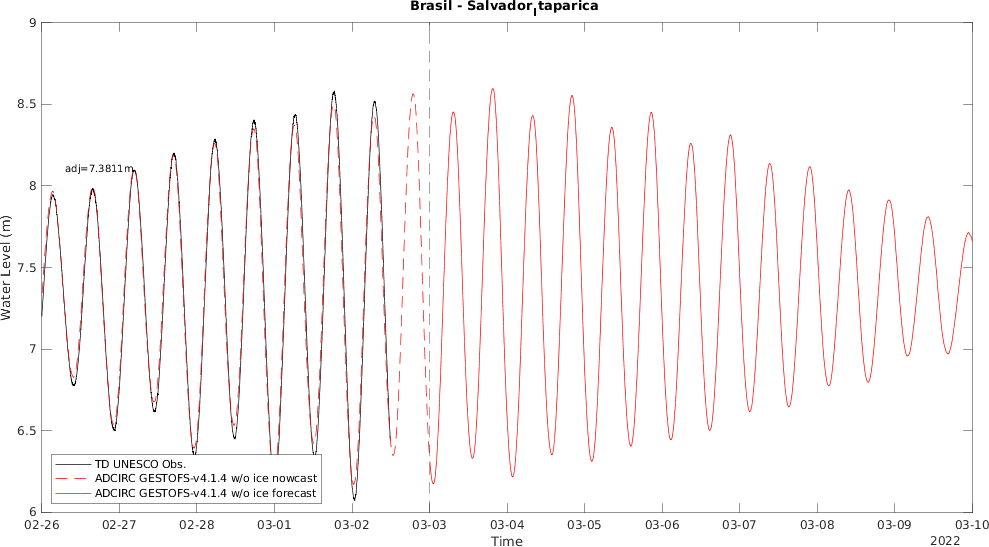 Brasil - Salvador,taparica
9
8.5
8
7.5
7
6.5
6
Water Level (m)
adj=7.3811m
TD UNESCO Obs.
ADCIRC GESTOFS-v4.1.4 w/o ice nowcast
ADCIRC GESTOFS-v4.1.4 w/o ice forecast
02-26 02-27 02-28 03-01 03-02 03-03 03-04 03-05 03-06 03-07 03-08 03-09 03-10
Time
2022